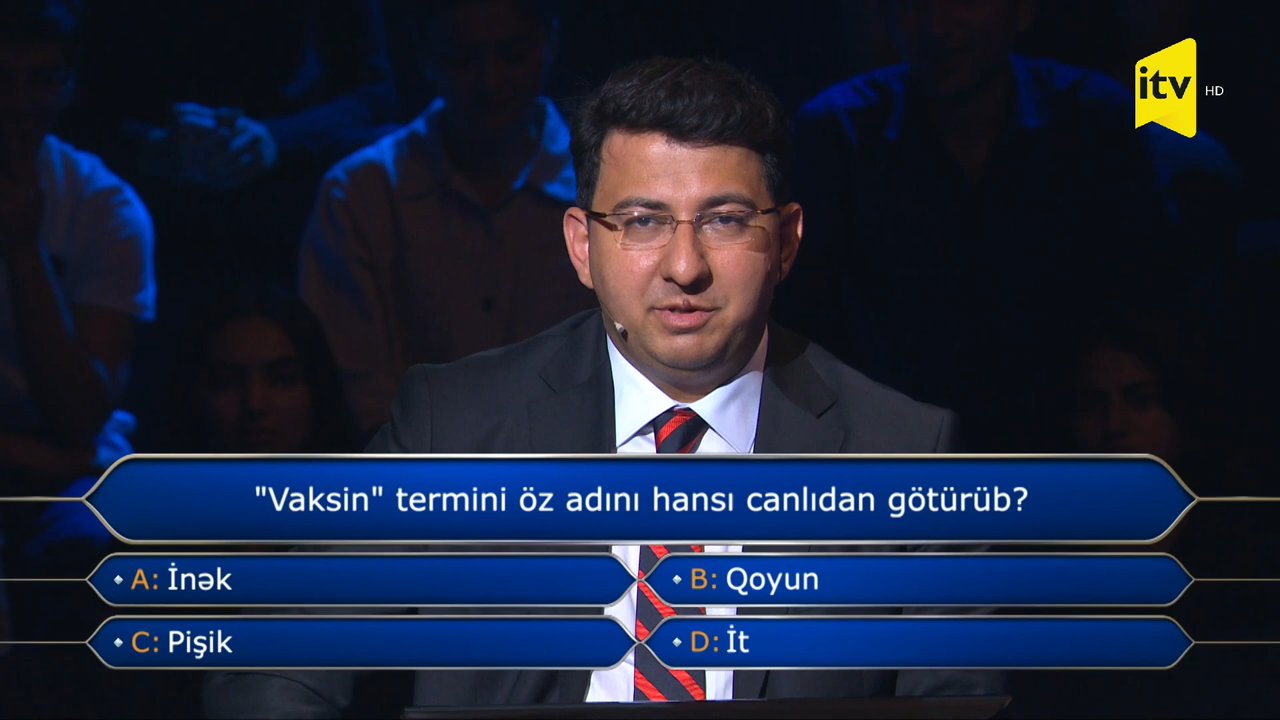 itv HD
"Vaksin" termini öz adını hansı canlıdan götürüb?
A: İnək
B: Qoyun
C: Pişik
D: İt